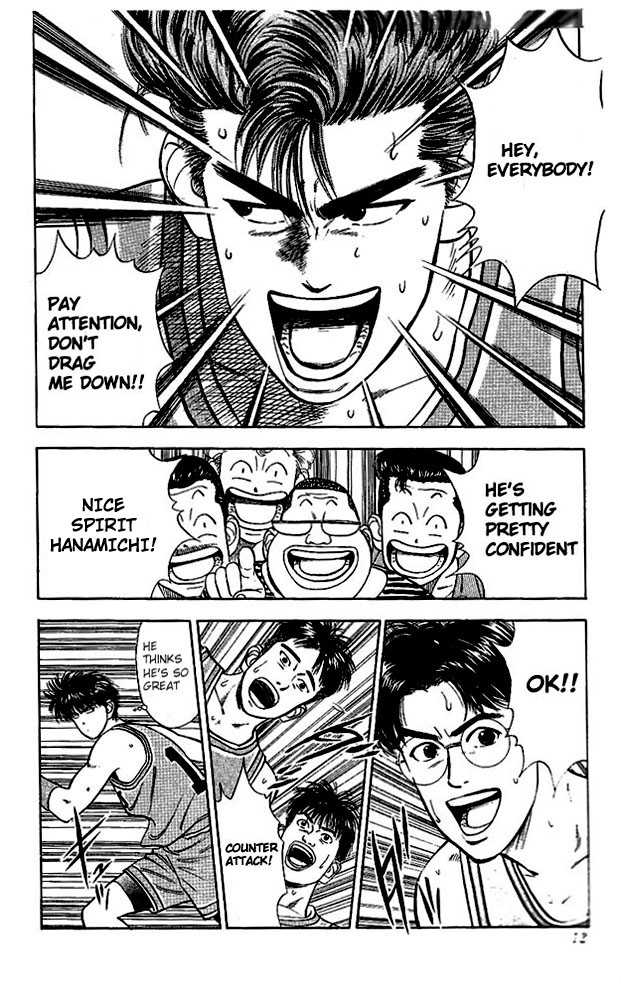 HEY,
EVERYBODY!
PAY
ATTENTION,
DON'T
DRAG
ME DOWN!!
NICE
SPIRIT
HANAMICHI!
HE'S
GETTING
PRETTY
CONFIDENT
HE
THINKS
HE'S SO
GREAT
1
COUNTER
ATTACK!
OK!!
12